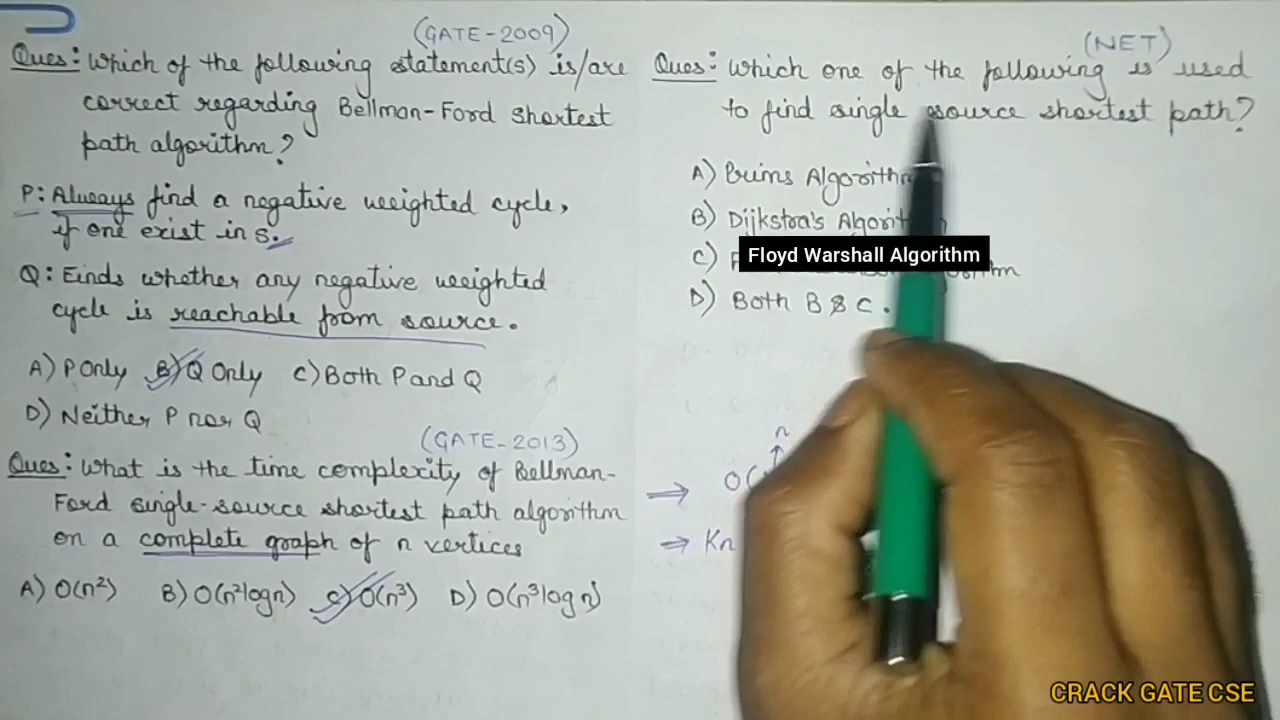 (GATE-2009)
Ques: Which of the following statement(s) is/are
correct regarding Bellman-Ford shortest
path algorithm?
P: Always find a negative weighted cycle,
if one exist in s.
Q: Finds whether any negative weighted
cycle is reachable from source.
A) P Only B) Q Only C) Both P and Q
D) Neither P nor Q
(GATE-2013)
Ques: What is the time complexity of Bellman-
Ford single-source shortest path algorithm
on a complete graph of n vertices
A) O(n²) B) O(n²logn) C) O(n³) D) O(n³log n)
(NET)
Ques: Which one of the following is used
to find single source shortest path?
A) Prims Algorithm
B) Dijkstra's Algorith
C)
Floyd Warshall Algorithm
D) Both B & C.
n
⇒ O(
⇒ Kn
CRACK GATE CSE